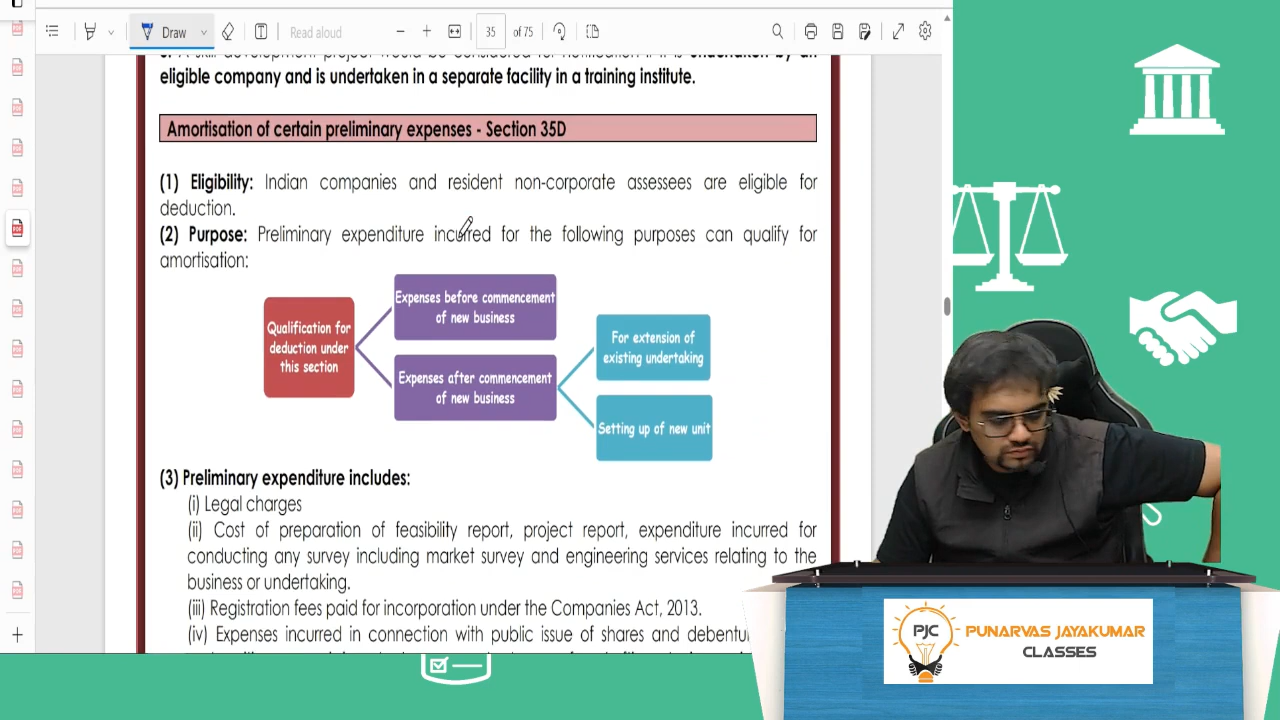 Draw
Read aloud
35
of 75
eligible company and is undertaken in a separate facility in a training institute.
Amortisation of certain preliminary expenses - Section 35D
(1) Eligibility: Indian companies and resident non-corporate assessees are eligible for
deduction.
(2) Purpose: Preliminary expenditure incurred for the following purposes can qualify for
amortisation:
Qualification for
deduction under
this section
Expenses before commencement
of new business
Expenses after commencement
of new business
For extension of
existing undertaking
Setting up of new unit
(3) Preliminary expenditure includes:
(i) Legal charges
(ii) Cost of preparation of feasibility report, project report, expenditure incurred for
conducting any survey including market survey and engineering services relating to the
business or undertaking.
(iii) Registration fees paid for incorporation under the Companies Act, 2013.
(iv) Expenses incurred in connection with public issue of shares and
PJC
PUNARVAS JAYAKUMAR
CLASSES